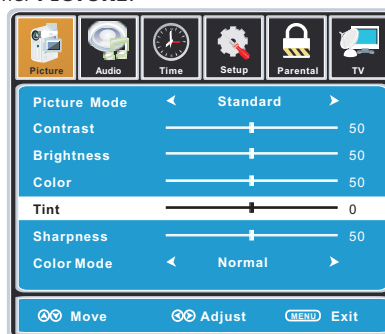 Picture Audio Time Setup Parental TV
Picture Mode Standard
Contrast 50
Brightness 50
Color 50
Tint 0
Sharpness 50
Color Mode Normal
Move Adjust MENU Exit